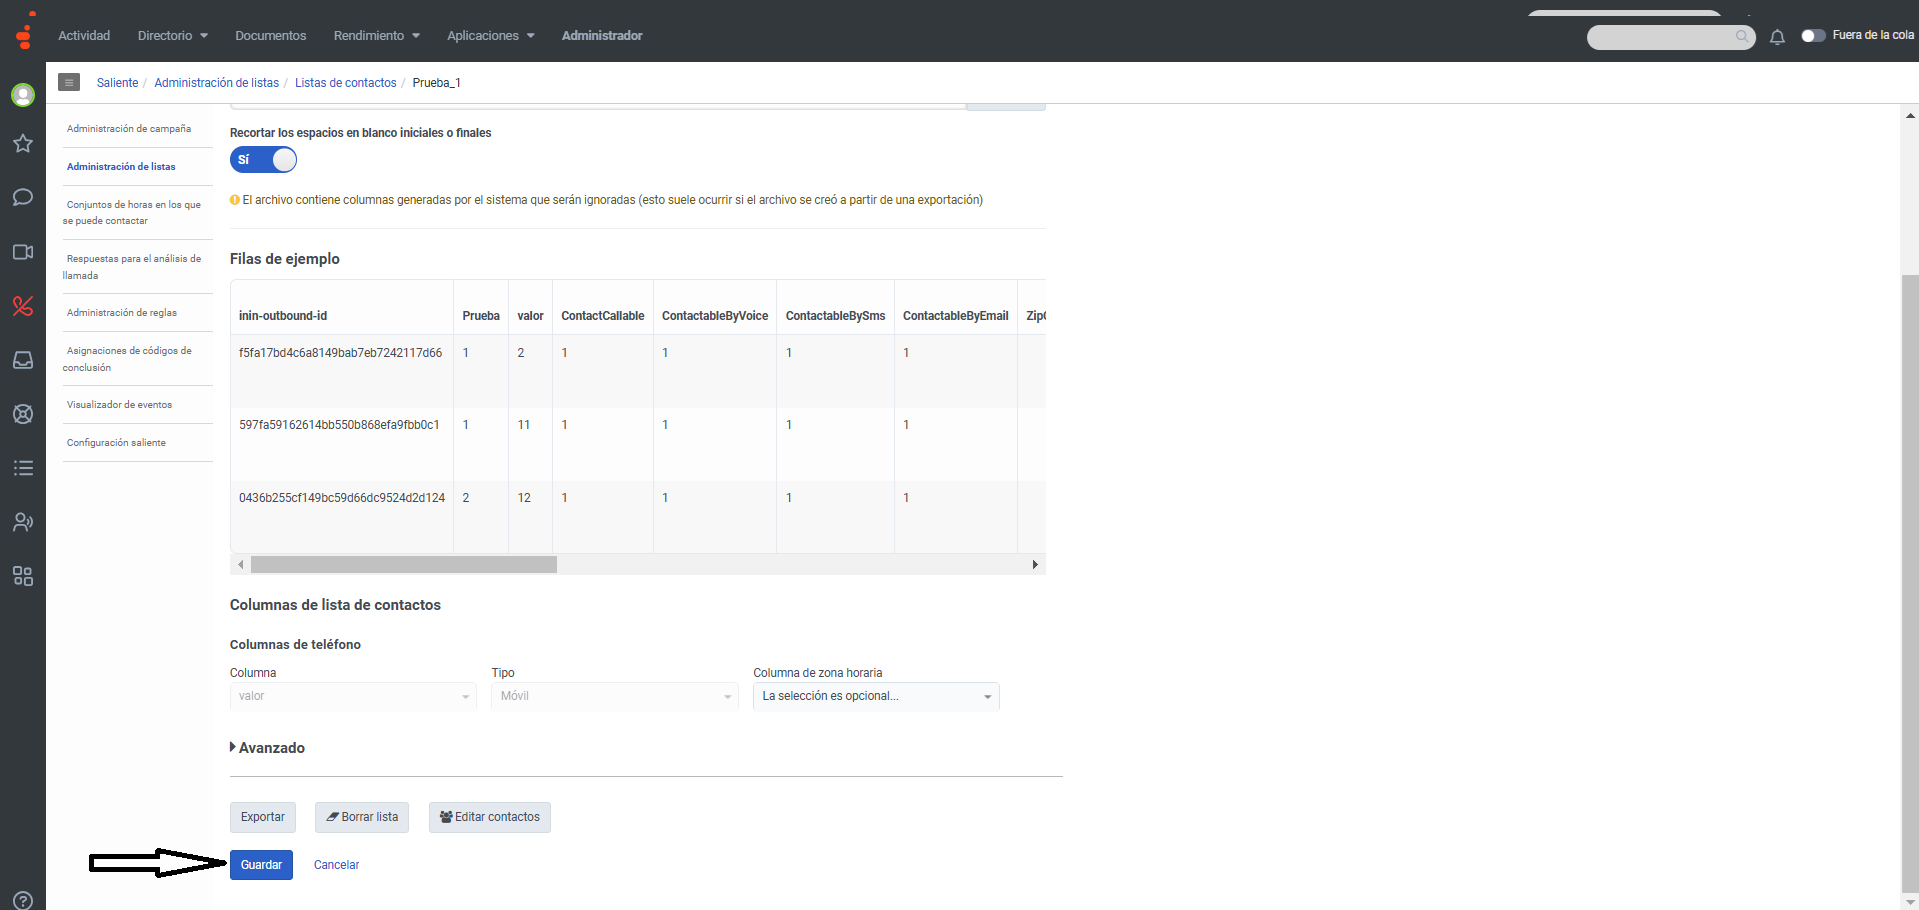 Actividad Directorio Documentos Rendimiento Aplicaciones Administrador Fuera de la cola
Saliente / Administración de listas / Listas de contactos / Prueba_1
Administración de campaña
Administración de listas
Conjuntos de horas en los que
se puede contactar
Respuestas para el análisis de
llamada
Administración de reglas
Asignaciones de códigos de
conclusión
Visualizador de eventos
Configuración saliente
Recortar los espacios en blanco iniciales o finales
Sí
El archivo contiene columnas generadas por el sistema que serán ignoradas (esto suele ocurrir si el archivo se creó a partir de una exportación)
Filas de ejemplo
inin-outbound-id Prueba valor ContactCallable ContactableByVoice ContactableBySms ContactableByEmail
f5fa17bd4c6a8149bab7eb7242117d66 1 2 1 1 1 1
597fa59162614bb550b868efa9fbb0c1 1 11 1 1 1 1
0436b255cf149bc59d66dc9524d2d124 2 12 1 1 1 1
Columnas de lista de contactos
Columnas de teléfono
Columna Tipo Columna de zona horaria
valor Móvil La selección es opcional...
Avanzado
Exportar Borrar lista Editar contactos
Guardar Cancelar